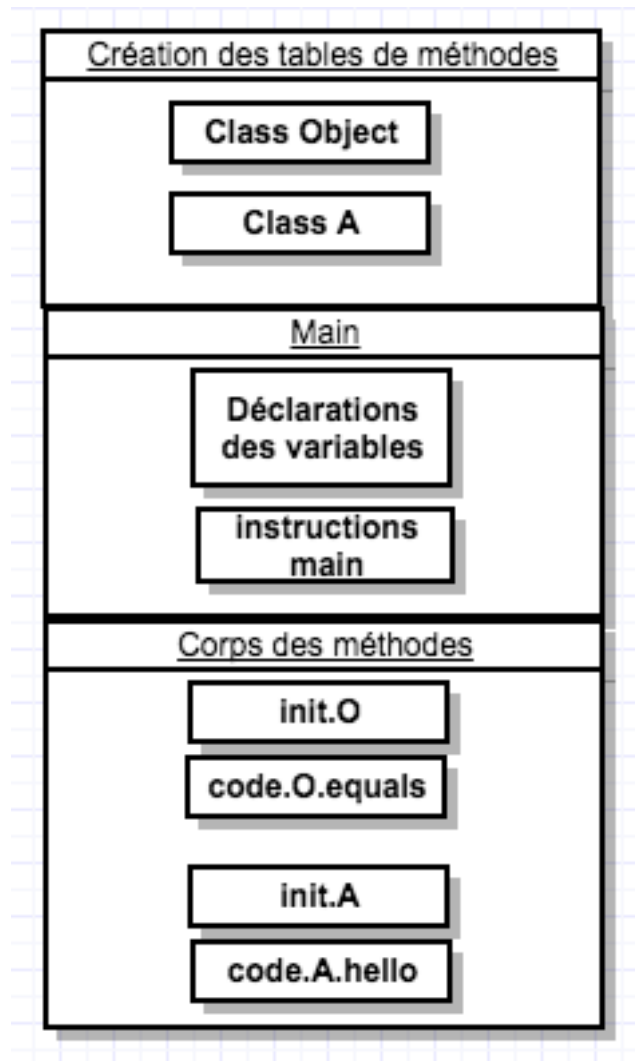 Création des tables de méthodes
Class Object
Class A
Main
Déclarations
des variables
instructions
main
Corps des méthodes
init.O
code.O.equals
init.A
code.A.hello